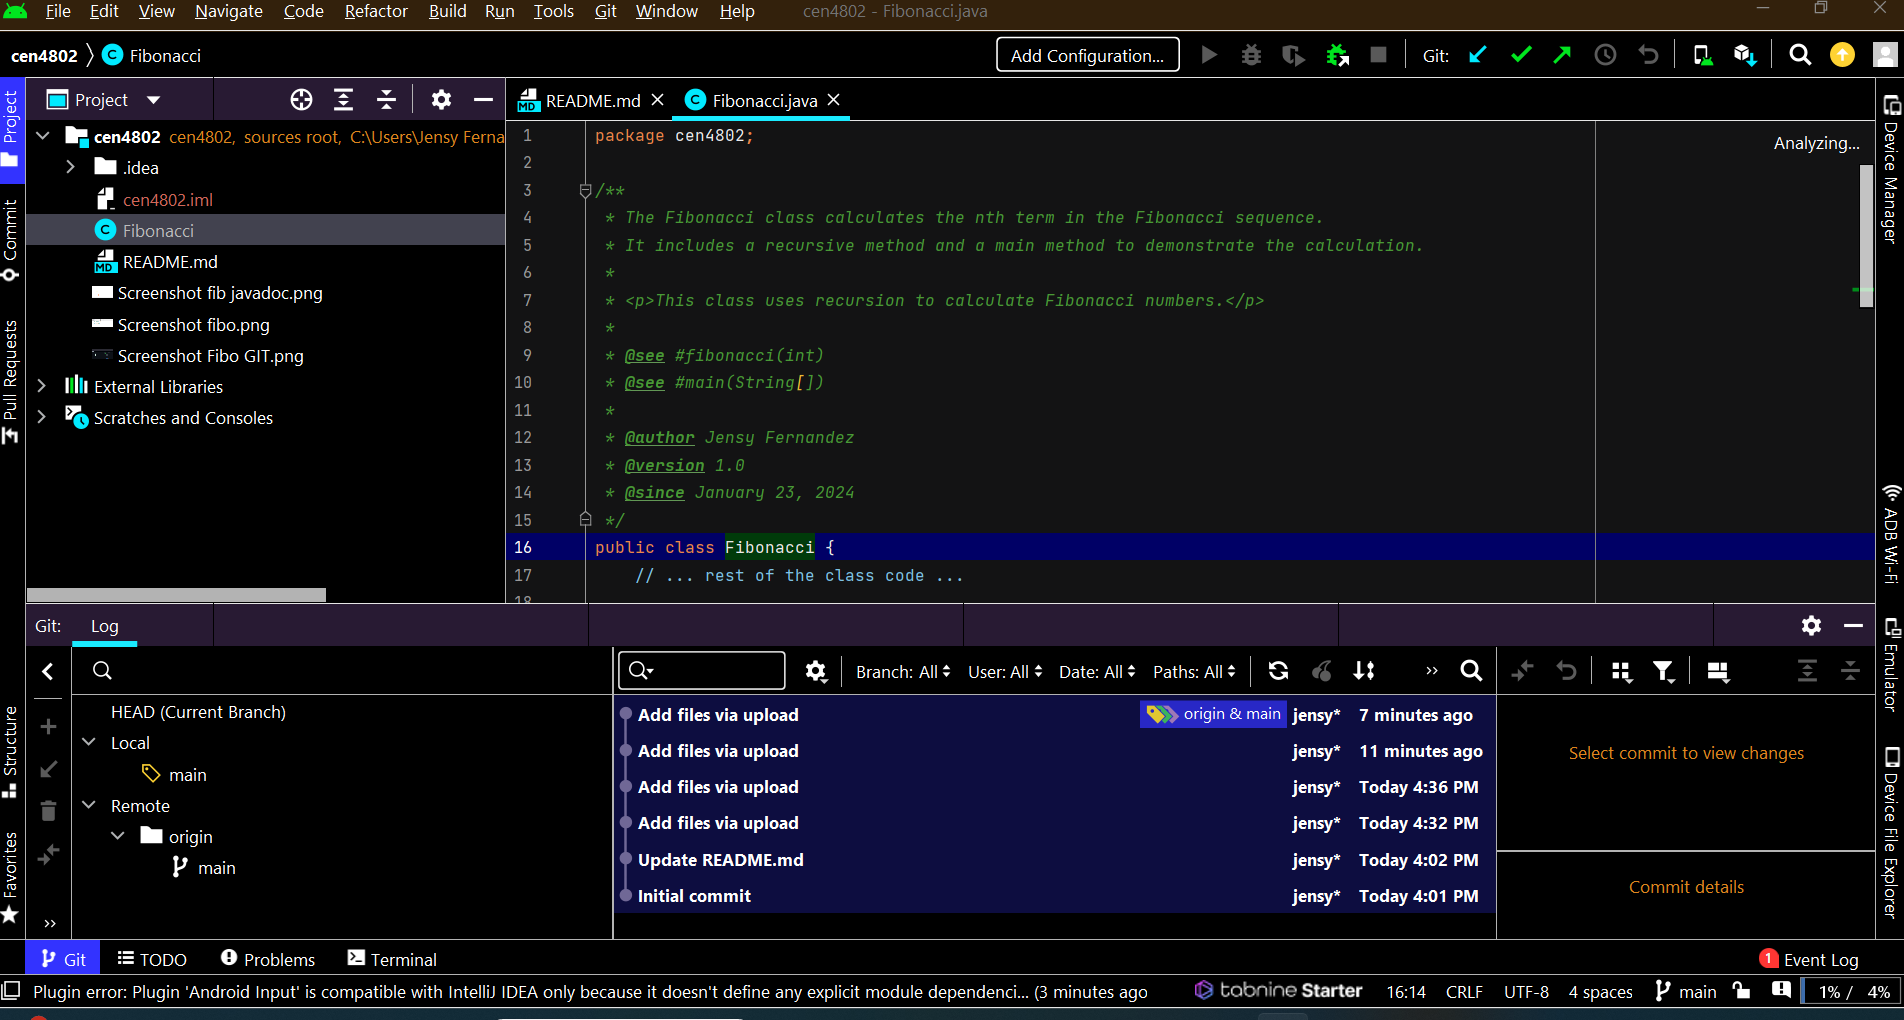 File Edit View Navigate Code Refactor Build Run Tools Git Window Help cen4802 - Fibonacci.java
cen4802 Fibonacci Add Configuration... Git:
Project
README.md Fibonacci.java
cen4802 cen4802, sources root, C:\Users\Jensy Ferna
.idea
cen4802.iml
Fibonacci
README.md
Screenshot fib javadoc.png
Screenshot fibo.png
Screenshot Fibo GIT.png
External Libraries
Scratches and Consoles
Analyzing...
1 package cen4802;
2
3 /**
4 * The Fibonacci class calculates the nth term in the Fibonacci sequence.
5 * It includes a recursive method and a main method to demonstrate the calculation.
6 *
7 * <p>This class uses recursion to calculate Fibonacci numbers.</p>
8 *
9 * @see #fibonacci(int)
10 * @see #main(String[])
11 *
12 * @author Jensy Fernandez
13 * @version 1.0
14 * @since January 23, 2024
15 */
16 public class Fibonacci {
17 // ... rest of the class code ...
18
Project
Commit
Pull Requests
Structure
Favorites
Device Manager
ADB Wi-Fi
Emulator
Device File Explorer
Git: Log
Branch: All User: All Date: All Paths: All
HEAD (Current Branch)
Local
main
Remote
origin
main
Add files via upload origin & main jensy* 7 minutes ago
Add files via upload jensy* 11 minutes ago
Add files via upload jensy* Today 4:36 PM
Add files via upload jensy* Today 4:32 PM
Update README.md jensy* Today 4:02 PM
Initial commit jensy* Today 4:01 PM
Select commit to view changes
Commit details
Git TODO Problems Terminal 1 Event Log
Plugin error: Plugin 'Android Input' is compatible with IntelliJ IDEA only because it doesn't define any explicit module dependenci... (3 minutes ago tabnine Starter 16:14 CRLF UTF-8 4 spaces main 1% / 4%